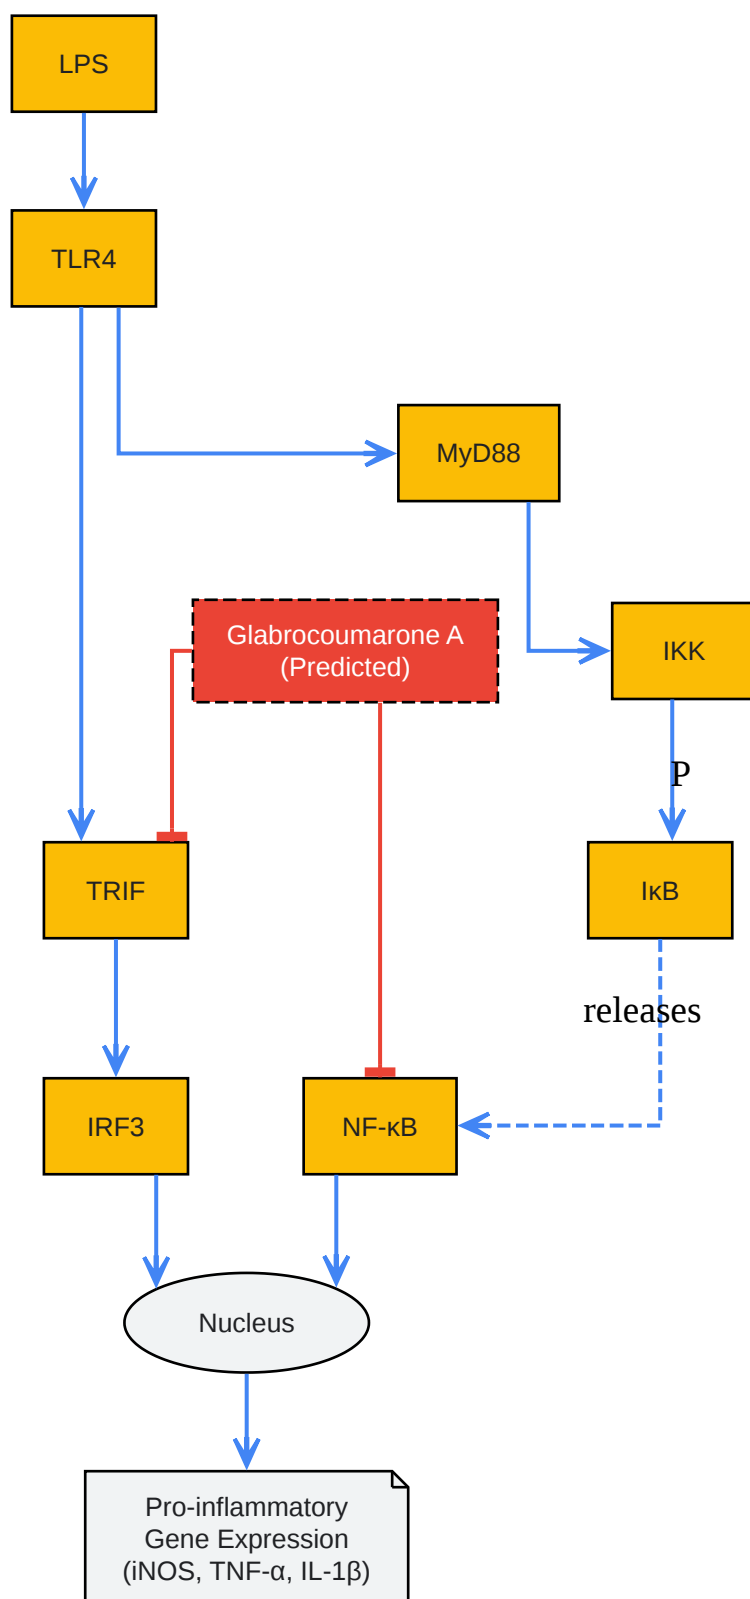 LPS
TLR4
MyD88
Glabrocoumarone A
(Predicted)
IKK
P
TRIF
IκB
releases
IRF3
NF-κB
Nucleus
Pro-inflammatory
Gene Expression
(iNOS, TNF-α, IL-1β)